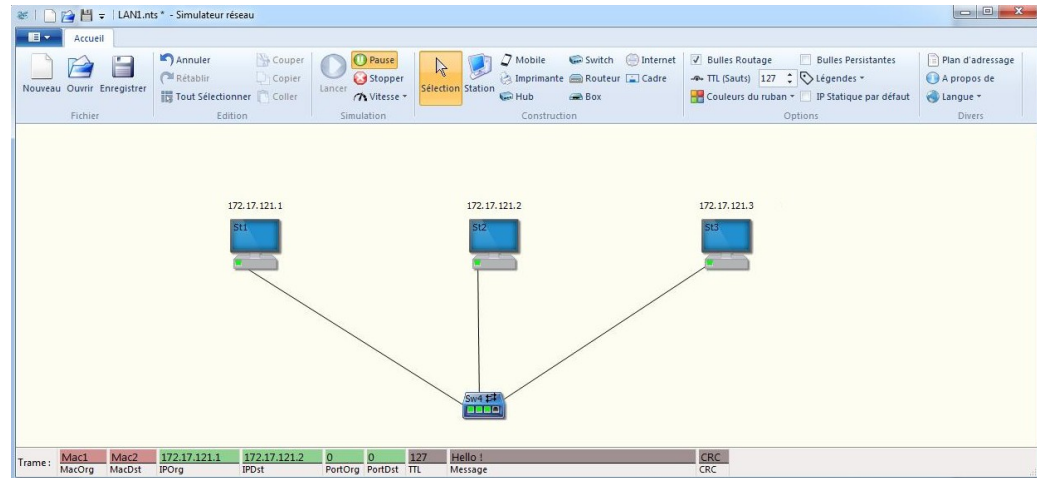 LAN1.nts * - Simulateur réseau
Accueil
Nouveau Ouvrir Enregistrer
Fichier
Annuler Couper
Rétablir Copier
Tout Sélectionner Coller
Edition
Lancer Pause
Stopper
Vitesse
Simulation
Sélection Station
Mobile Switch Internet
Imprimante Routeur Cadre
Hub Box
Construction
Bulles Routage Bulles Persistantes
TTL (Sauts) 127 Légendes
Couleurs du ruban IP Statique par défaut
Options
Plan d'adressage
A propos de
Langue
Divers
172.17.121.1 172.17.121.2 172.17.121.3
St1 St2 St3
Sw4
Trame : Mac1 Mac2 172.17.121.1 172.17.121.2 0 0 127 Hello ! CRC
MacOrg MacDst IPOrg IPDst PortOrg PortDst TTL Message CRC